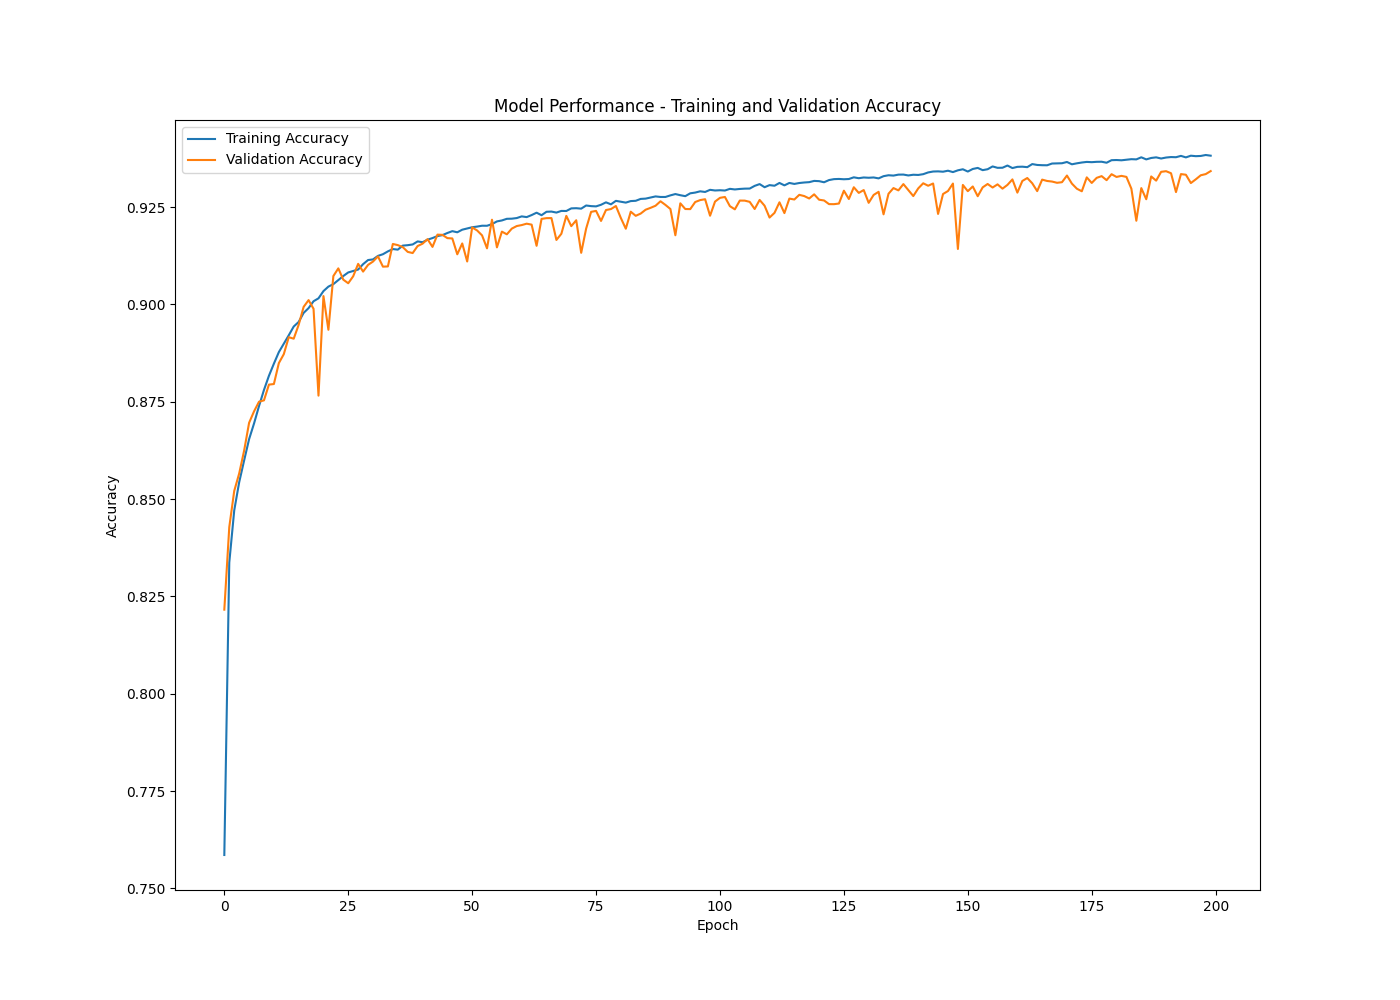 Model Performance - Training and Validation Accuracy
Training Accuracy
Validation Accuracy
0.925
0.900
0.875
0.850
0.825
0.800
0.775
0.750
Accuracy
0 25 50 75 100 125 150 175 200
Epoch